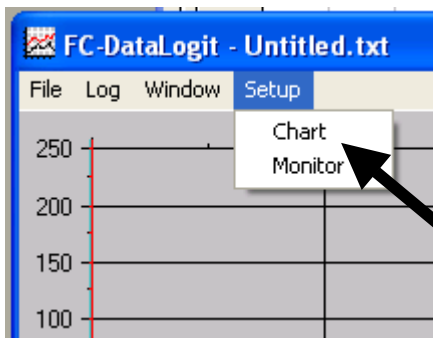 FC-DataLogit - Untitled.txt
File Log Window Setup
Chart
Monitor
250
200
150
100